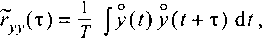 r̃_yy(τ) = 1/T ∫ ẙ(t) ẙ(t + τ) dt ,